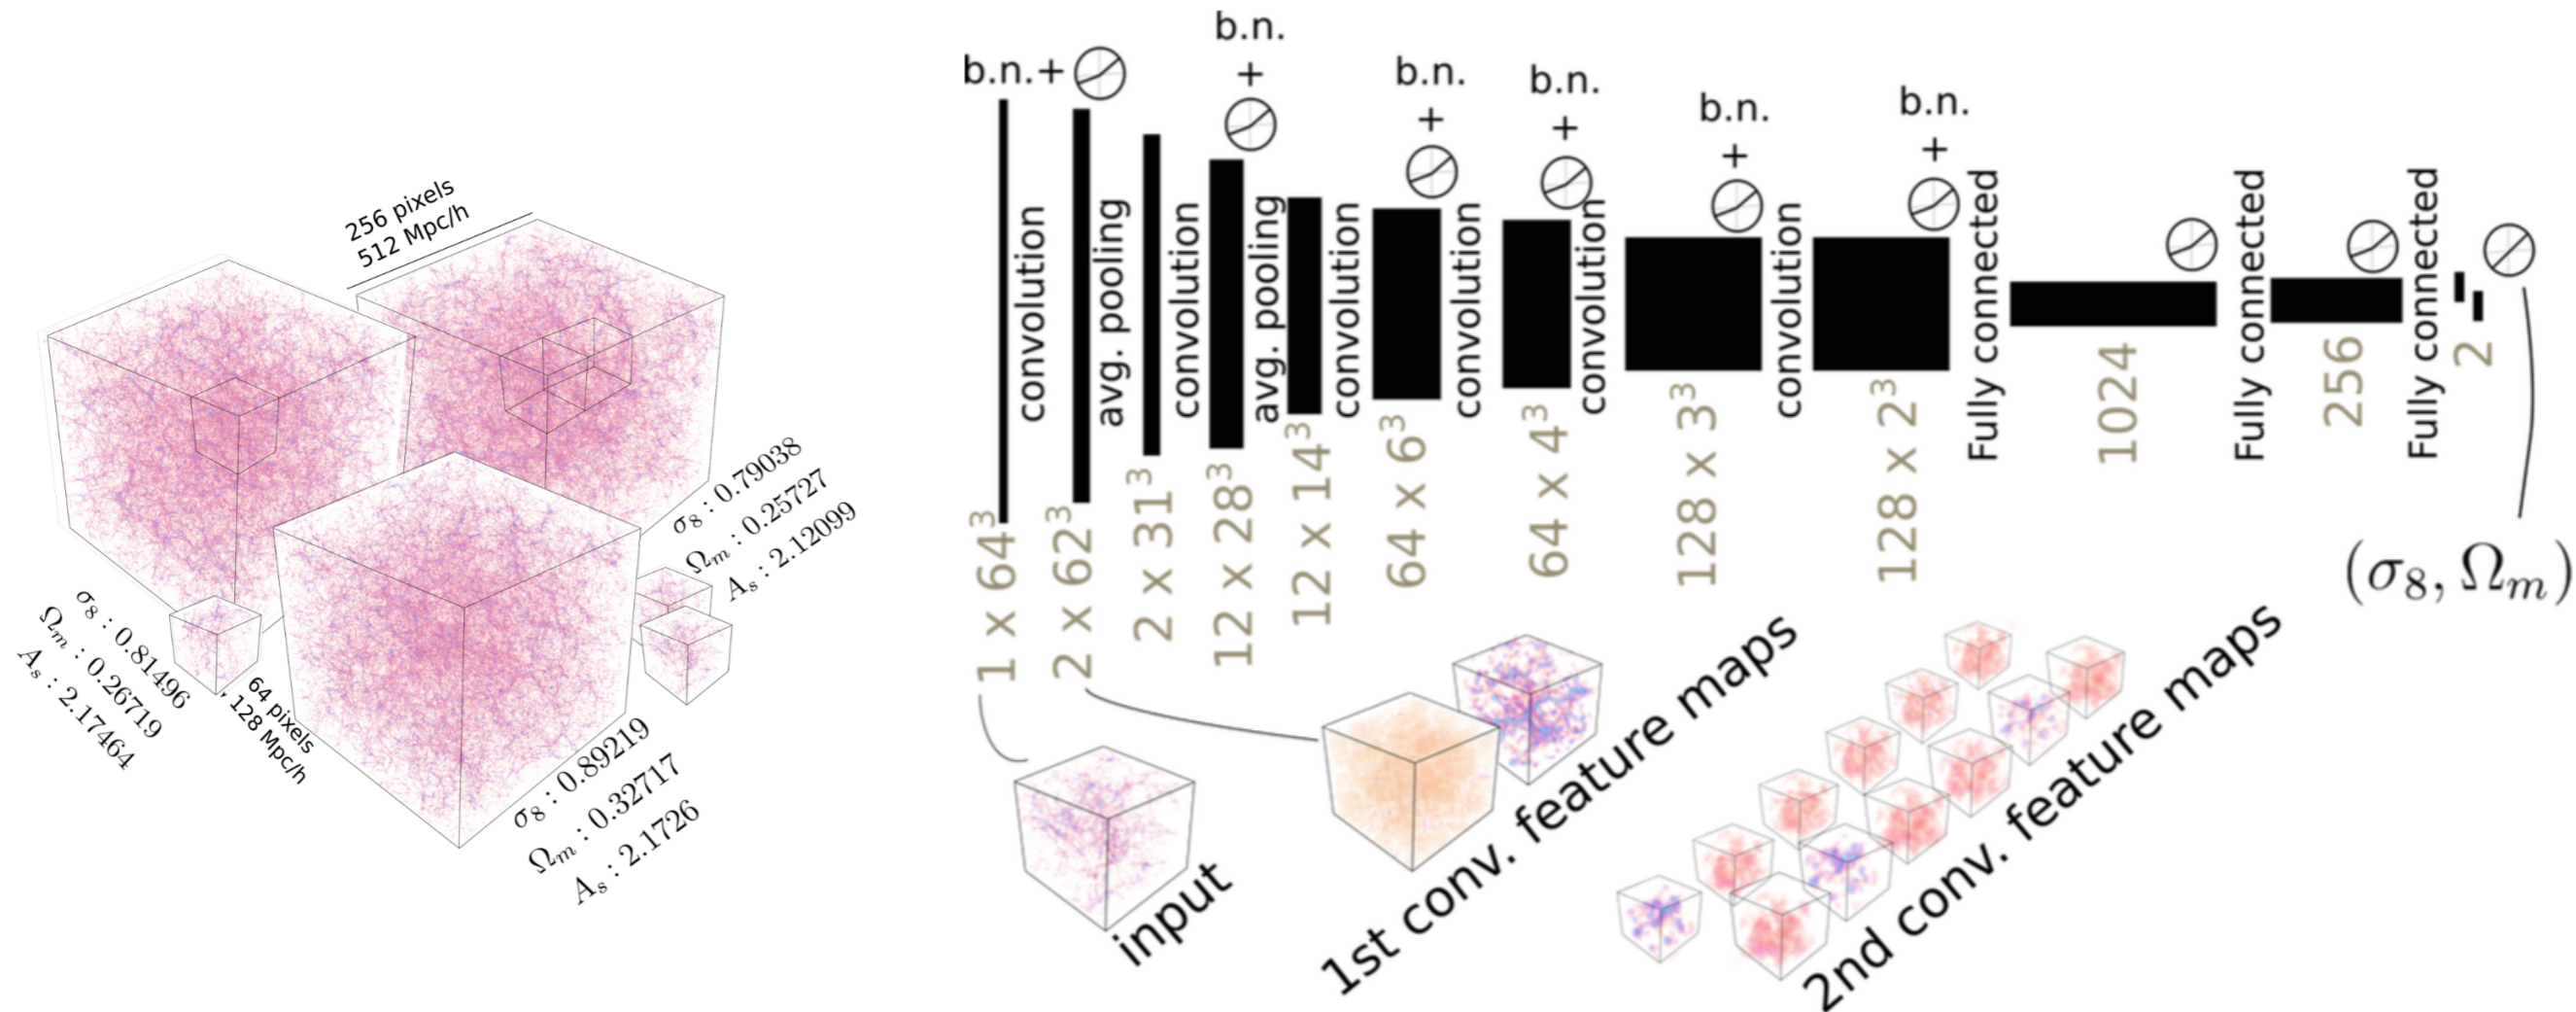 256 pixels
512 Mpc/h
σ₈ : 0.79038
Ωₘ : 0.25727
Aₛ : 2.12099
σ₈ : 0.81496
Ωₘ : 0.26719
Aₛ : 2.17464
64 pixels
128 Mpc/h
σ₈ : 0.89219
Ωₘ : 0.32717
Aₛ : 2.1726
b.n.+
b.n.
+
b.n.
+
b.n.
+
b.n.
+
b.n.
+
convolution
avg. pooling
convolution
avg. pooling
convolution
convolution
convolution
convolution
Fully connected
Fully connected
Fully connected
1 x 64³
2 x 62³
2 x 31³
12 x 28³
12 x 14³
64 x 6³
64 x 4³
128 x 3³
128 x 2³
1024
256
2
(σ₈, Ωₘ)
input
1st conv. feature maps
2nd conv. feature maps